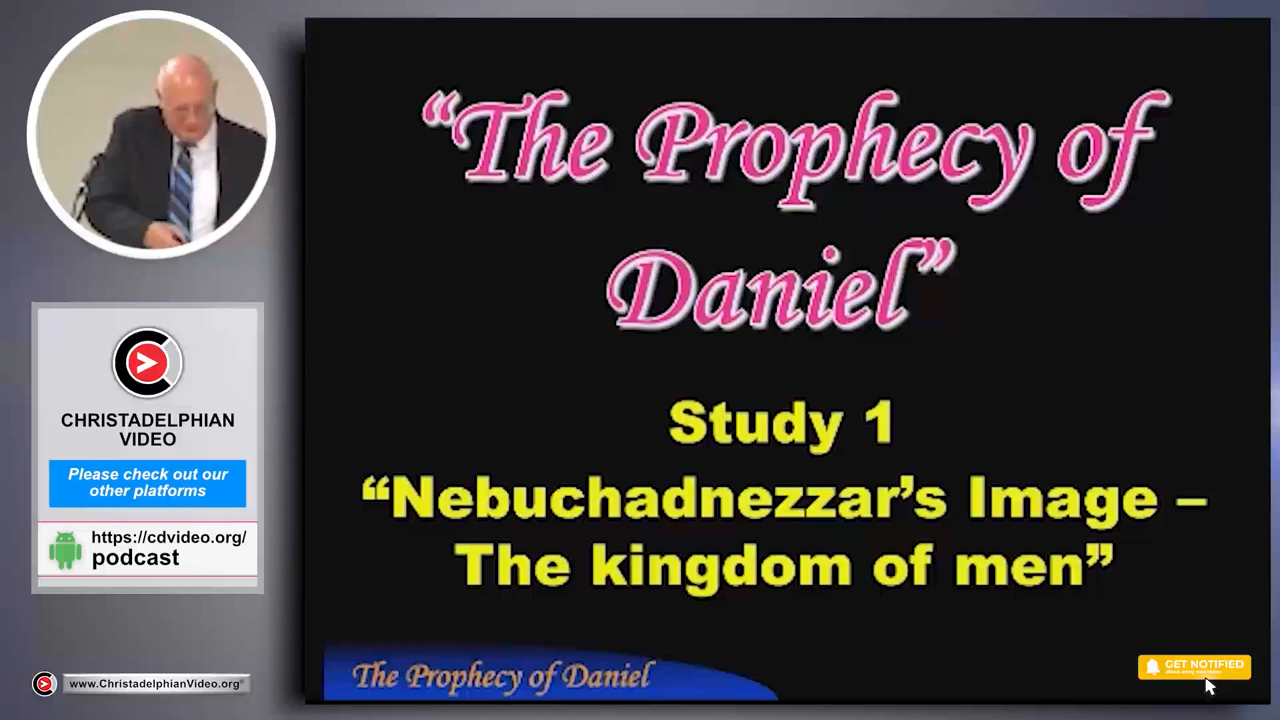 “The Prophecy of
Daniel”
Study 1
“Nebuchadnezzar’s Image –
The kingdom of men”
The Prophecy of Daniel
CHRISTADELPHIAN
VIDEO
Please check out our
other platforms
https://cdvideo.org/
podcast
www.ChristadelphianVideo.org
GET NOTIFIED